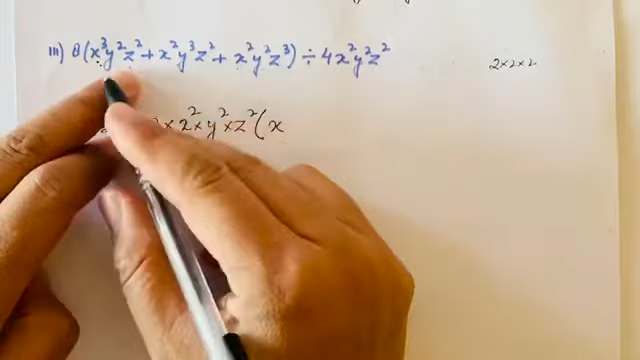 iii) 8(x³y²z² + x²y³z² + x²y²z³) ÷ 4x²y²z²
2×2×2
× x²× y²× z²(x